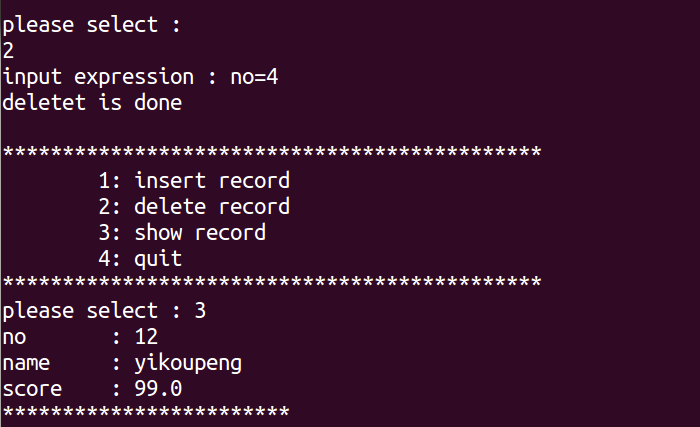 please select :
2
input expression : no=4
deletet is done
*********************************************
        1: insert record
        2: delete record
        3: show record
        4: quit
*********************************************
please select : 3
no       : 12
name     : yikoupeng
score    : 99.0
************************